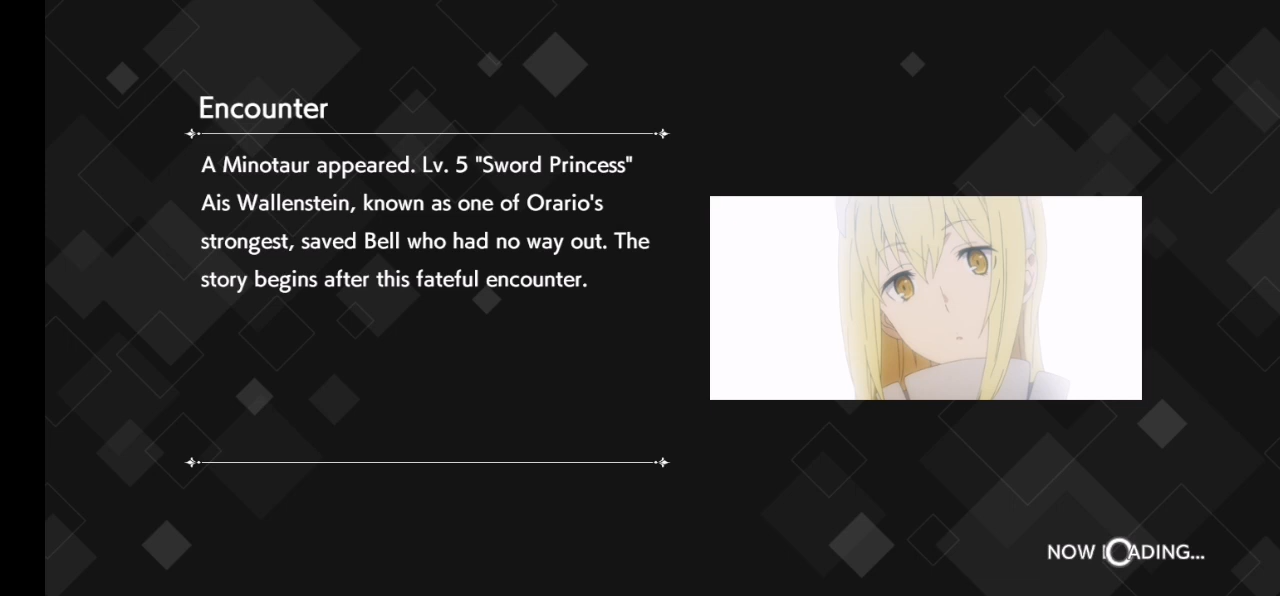 Encounter
A Minotaur appeared. Lv. 5 "Sword Princess"
Ais Wallenstein, known as one of Orario's
strongest, saved Bell who had no way out. The
story begins after this fateful encounter.
NOW LOADING...